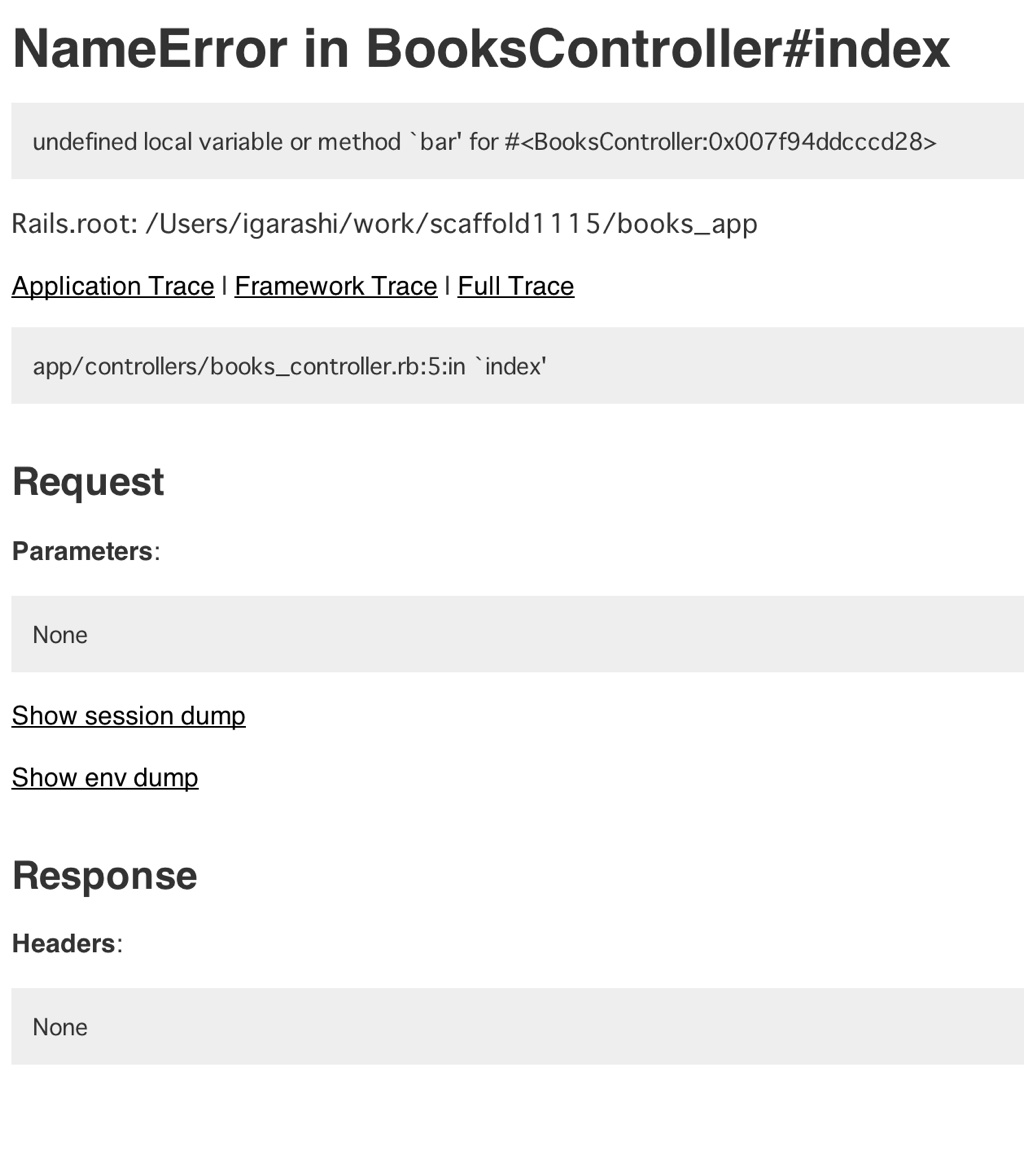 NameError in BooksController#index
undefined local variable or method `bar' for #<BooksController:0x007f94ddcccd28>
Rails.root: /Users/igarashi/work/scaffold1115/books_app
Application Trace | Framework Trace | Full Trace
app/controllers/books_controller.rb:5:in `index'
Request
Parameters:
None
Show session dump
Show env dump
Response
Headers:
None